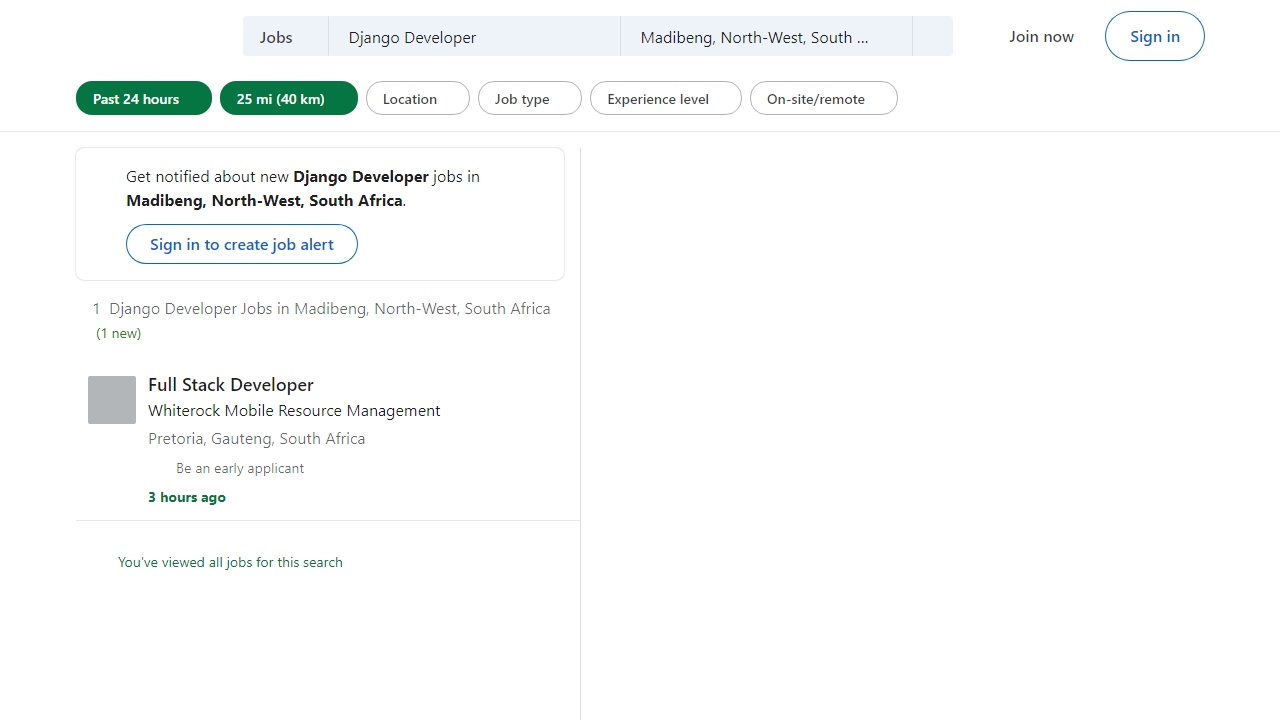 Jobs
Django Developer
Madibeng, North-West, South ...
Join now
Sign in
Past 24 hours
25 mi (40 km)
Location
Job type
Experience level
On-site/remote
Get notified about new Django Developer jobs in
Madibeng, North-West, South Africa.
Sign in to create job alert
1 Django Developer Jobs in Madibeng, North-West, South Africa
(1 new)
Full Stack Developer
Whiterock Mobile Resource Management
Pretoria, Gauteng, South Africa
Be an early applicant
3 hours ago
You've viewed all jobs for this search